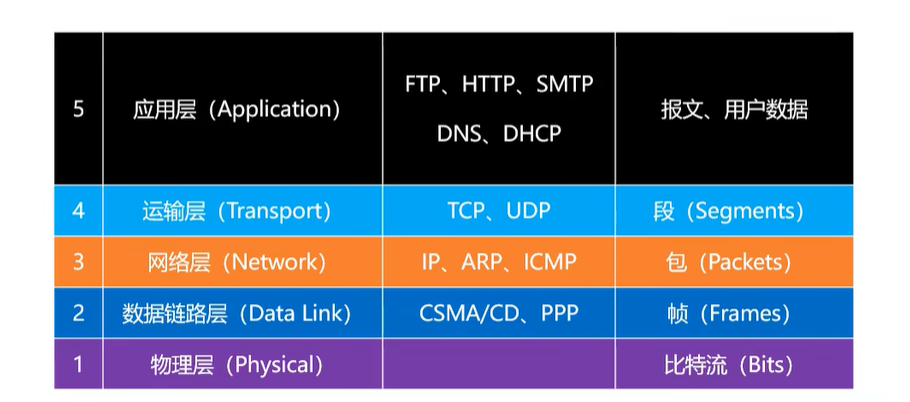 5
应用层（Application）
FTP、HTTP、SMTP
DNS、DHCP
报文、用户数据
4
运输层（Transport）
TCP、UDP
段（Segments）
3
网络层（Network）
IP、ARP、ICMP
包（Packets）
2
数据链路层（Data Link）
CSMA/CD、PPP
帧（Frames）
1
物理层（Physical）
比特流（Bits）